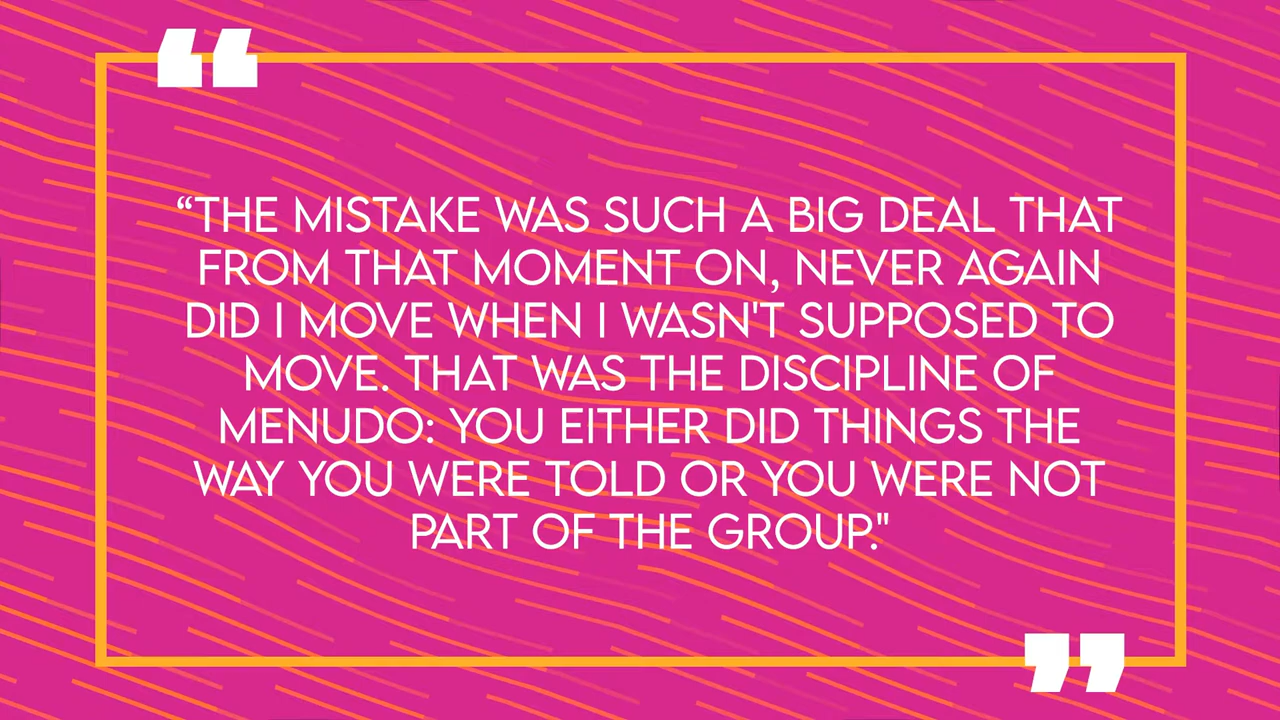 “THE MISTAKE WAS SUCH A BIG DEAL THAT
FROM THAT MOMENT ON, NEVER AGAIN
DID I MOVE WHEN I WASN'T SUPPOSED TO
MOVE. THAT WAS THE DISCIPLINE OF
MENUDO: YOU EITHER DID THINGS THE
WAY YOU WERE TOLD OR YOU WERE NOT
PART OF THE GROUP."